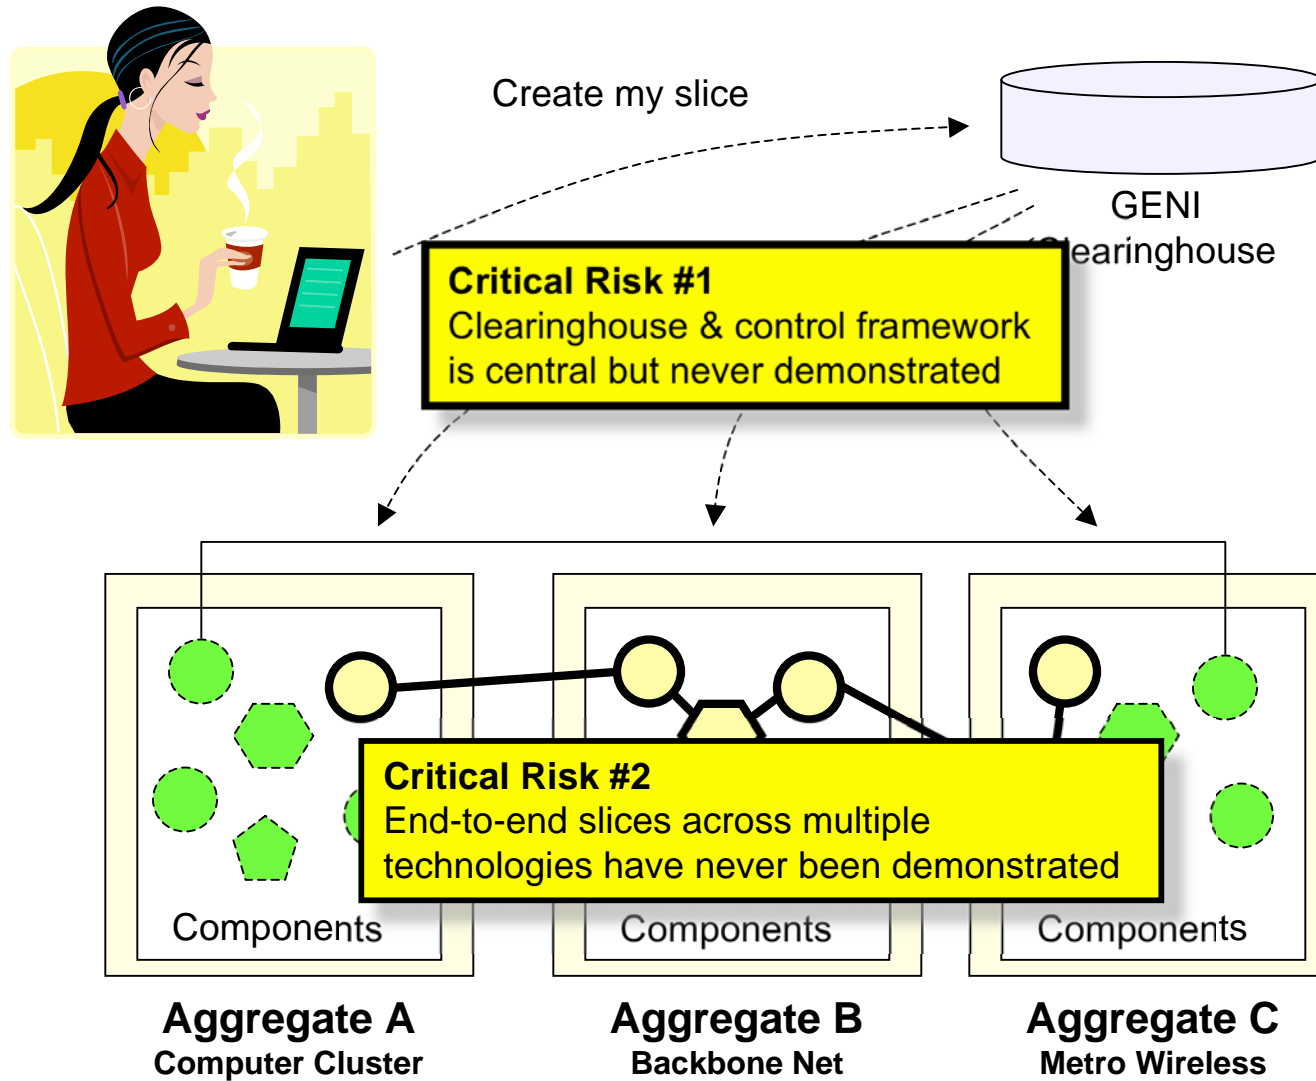 Create my slice
GENI
Clearinghouse
Critical Risk #1
Clearinghouse & control framework
is central but never demonstrated
Critical Risk #2
End-to-end slices across multiple
technologies have never been demonstrated
Components
Components
Components
Aggregate A
Computer Cluster
Aggregate B
Backbone Net
Aggregate C
Metro Wireless